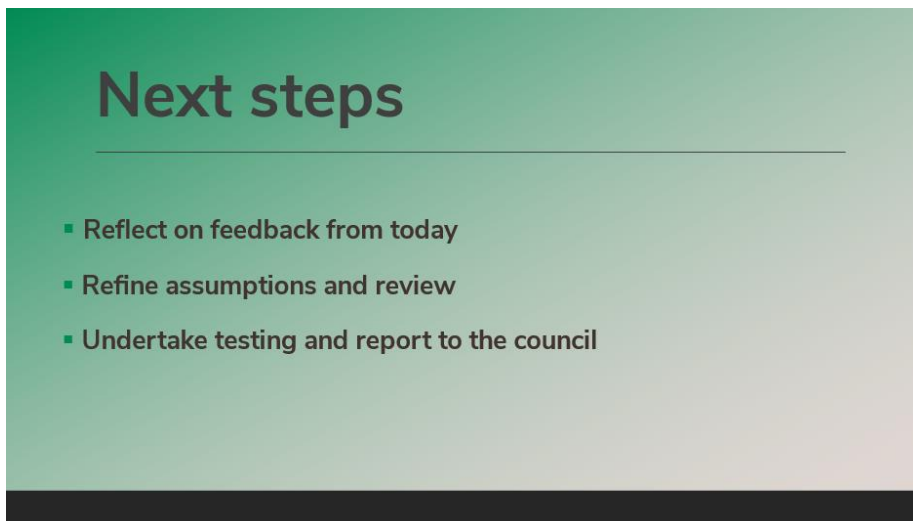 Next steps
▪ Reflect on feedback from today
▪ Refine assumptions and review
▪ Undertake testing and report to the council